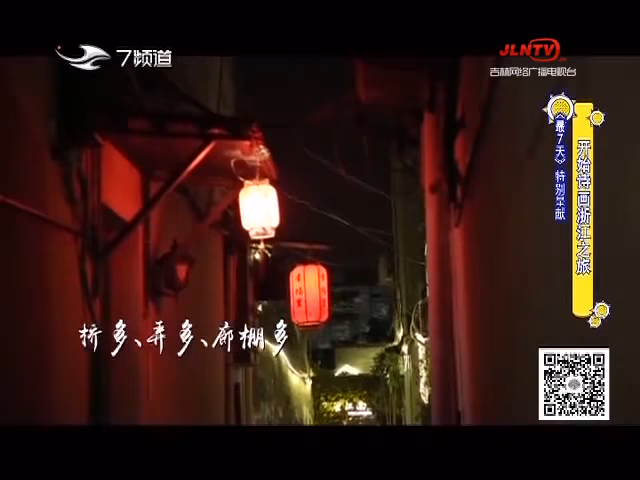 7频道
JLNTV
吉林网络广播电视台
《最7天》特别呈献
开始诗画浙江之旅
桥多、弄多、廊棚多